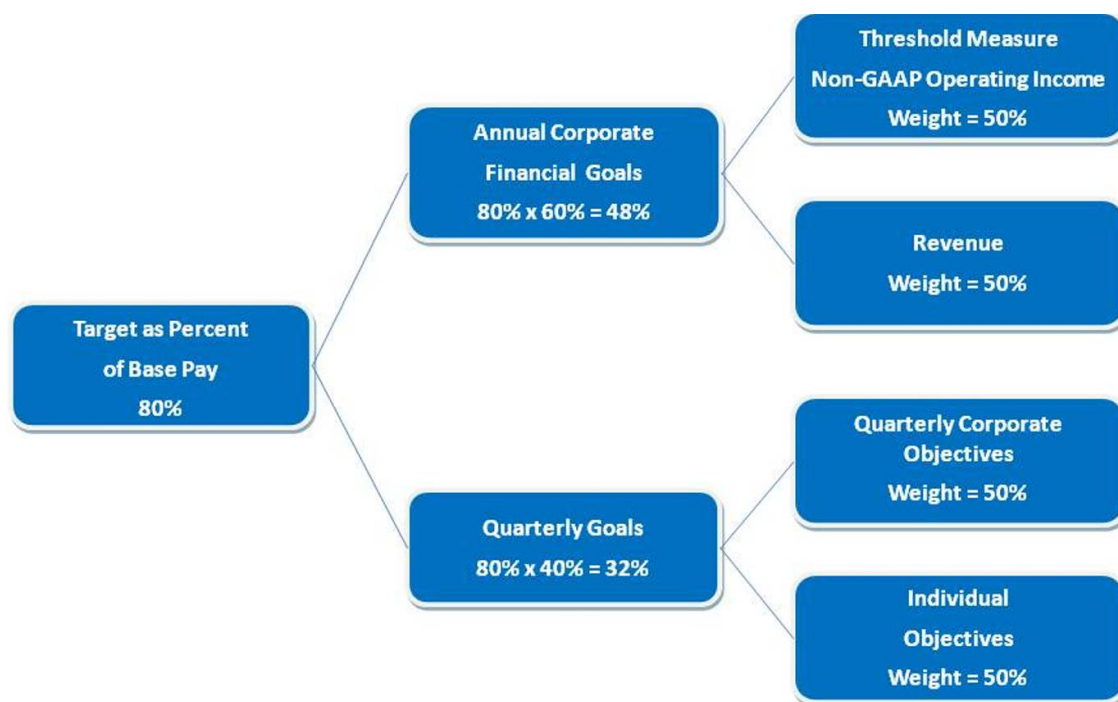 Target as Percent
of Base Pay
80%
Annual Corporate
Financial Goals
80% x 60% = 48%
Threshold Measure
Non-GAAP Operating Income
Weight = 50%
Revenue
Weight = 50%
Quarterly Goals
80% x 40% = 32%
Quarterly Corporate
Objectives
Weight = 50%
Individual
Objectives
Weight = 50%